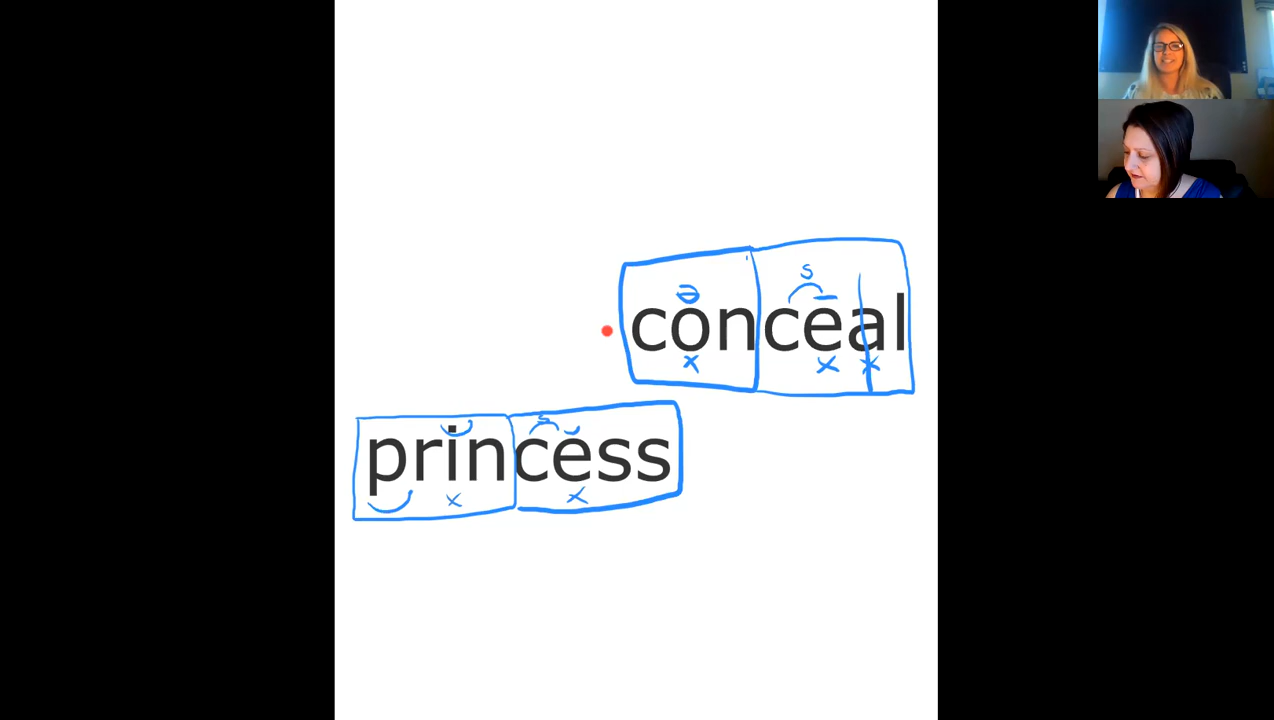 ə s
conceal
x x x
s
princess
x x